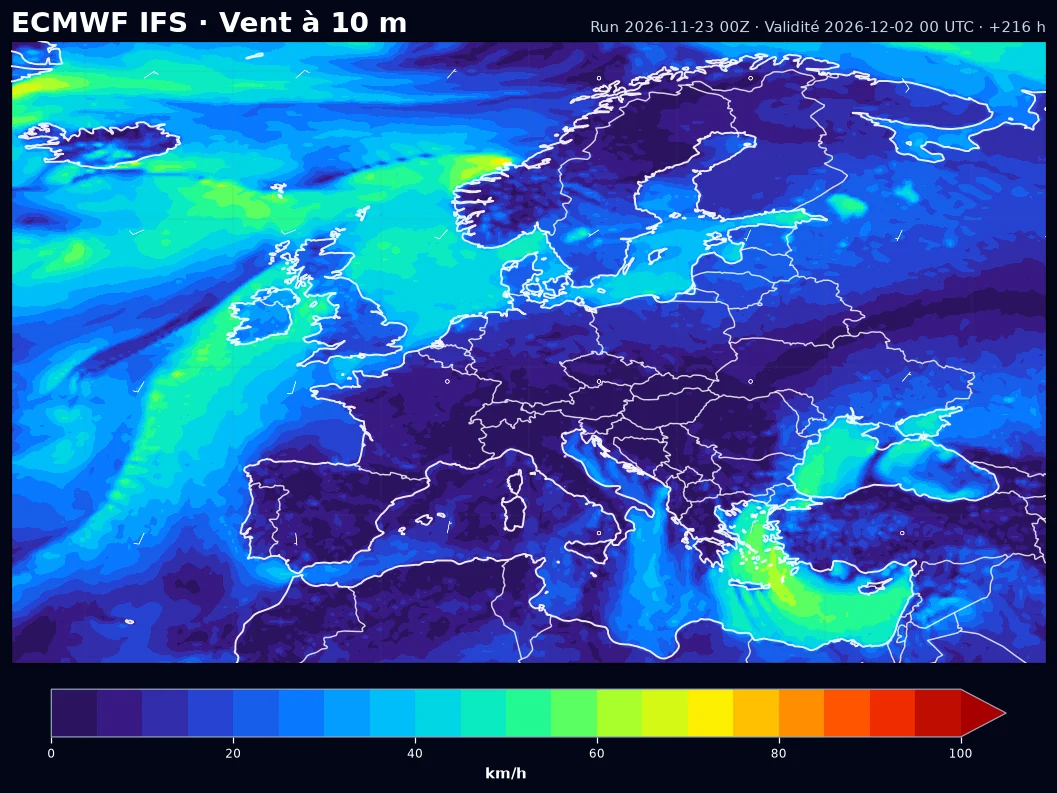 ECMWF IFS · Vent à 10 m
Run 2026-11-23 00Z · Validité 2026-12-02 00 UTC · +216 h
0 20 40 60 80 100
km/h